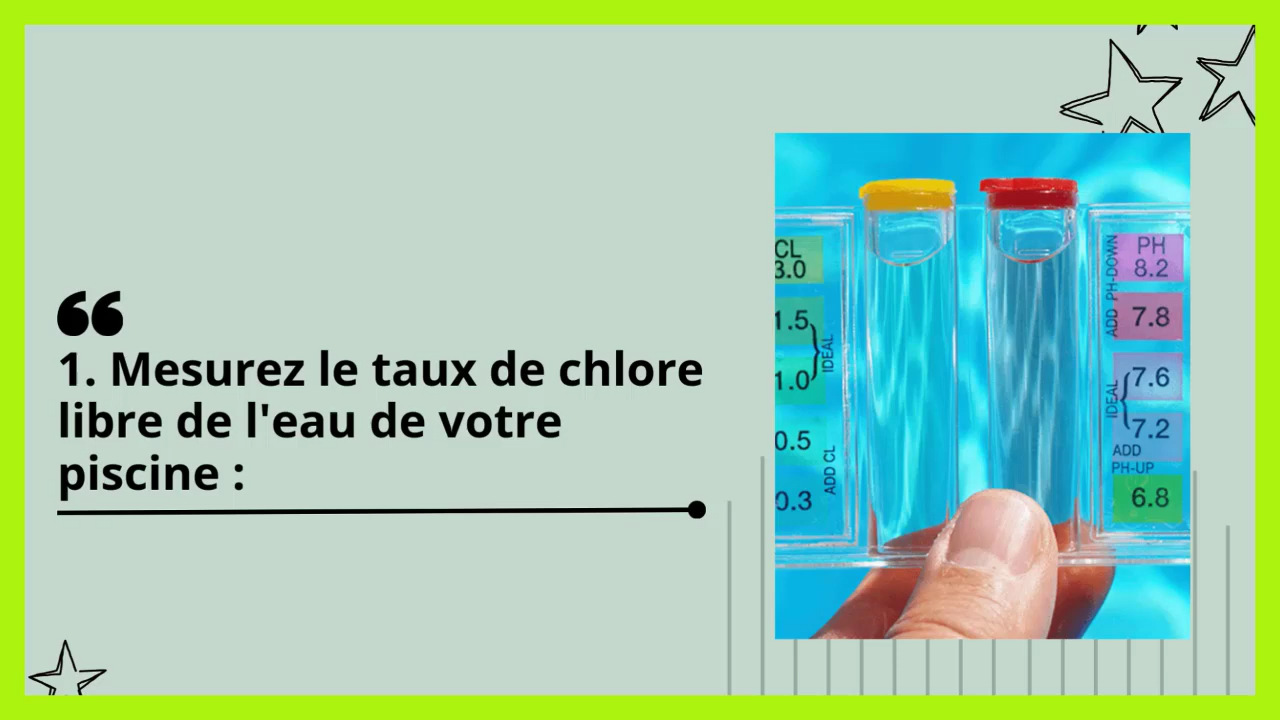 ❝
1. Mesurez le taux de chlore
libre de l'eau de votre
piscine :
CL
3.0
1.5
1.0
IDEAL
0.5
0.3
ADD CL
PH
8.2
ADD PH-DOWN
7.8
7.6
IDEAL
7.2
ADD
PH-UP
6.8